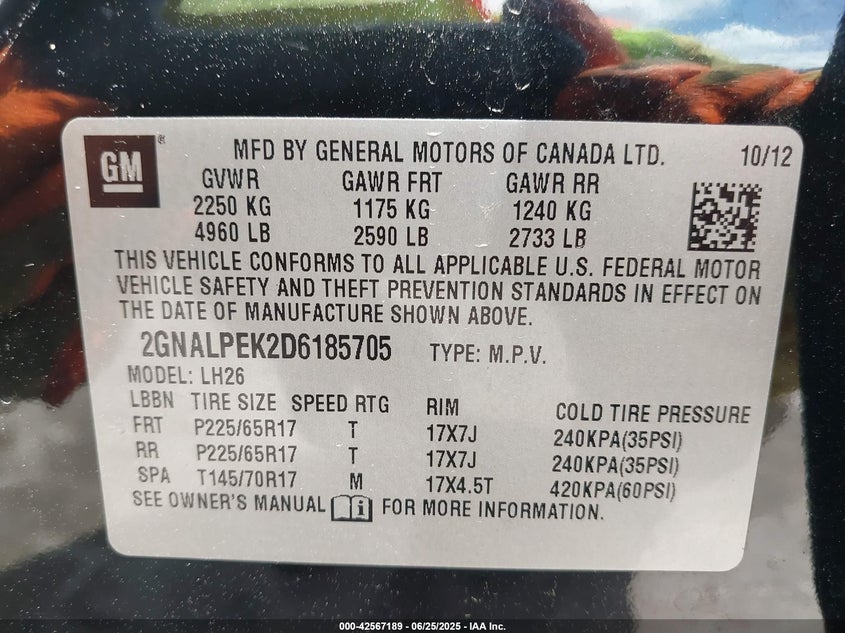 GM ® MFD BY GENERAL MOTORS OF CANADA LTD. 10/12
GVWR GAWR FRT GAWR RR
2250 KG 1175 KG 1240 KG
4960 LB 2590 LB 2733 LB
THIS VEHICLE CONFORMS TO ALL APPLICABLE U.S. FEDERAL MOTOR
VEHICLE SAFETY AND THEFT PREVENTION STANDARDS IN EFFECT ON
THE DATE OF MANUFACTURE SHOWN ABOVE.
2GNALPEK2D6185705 TYPE: M.P.V.
MODEL: LH26
LBBN TIRE SIZE SPEED RTG RIM COLD TIRE PRESSURE
FRT P225/65R17 T 17X7J 240KPA(35PSI)
RR P225/65R17 T 17X7J 240KPA(35PSI)
SPA T145/70R17 M 17X4.5T 420KPA(60PSI)
SEE OWNER'S MANUAL i FOR MORE INFORMATION.
000-42567189 - 06/25/2025 - IAA Inc.